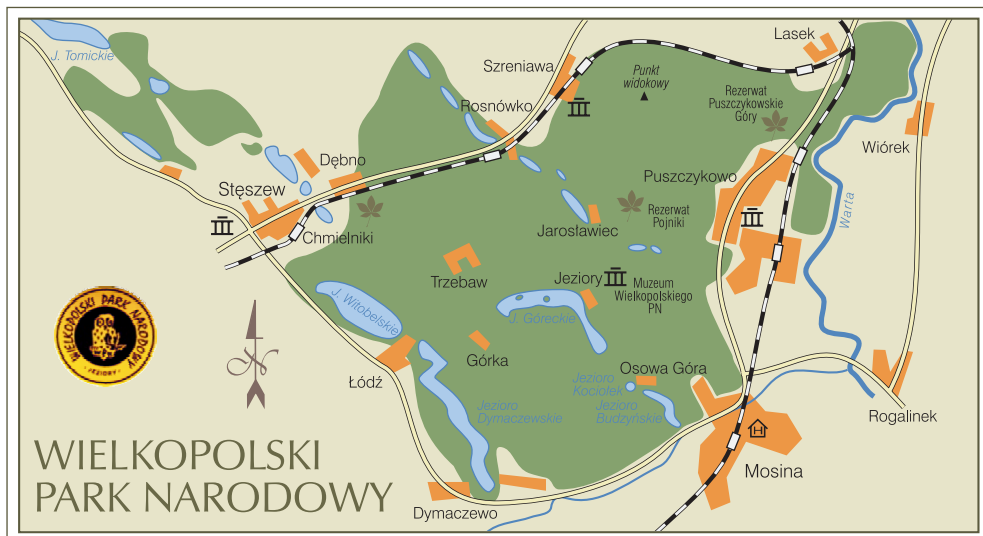 J. Tomickie
Lasek
Szreniawa
Punkt
widokowy
Rezerwat
Puszczykowskie
Góry
Rosnówko
Wiórek
Dębno
Puszczykowo
Stęszew
Warta
Rezerwat
Pojniki
Jarosławiec
Chmielniki
Trzebaw
Jeziory
Muzeum
Wielkopolskiego
PN
J. Witobelskie
J. Góreckie
WIELKOPOLSKI PARK NARODOWY
- JEZIORY -
N
Górka
Osowa Góra
Łódź
Jezioro
Kociołek
Jezioro
Dymaczewskie
Jezioro
Budzyńskie
Rogalinek
H
WIELKOPOLSKI
PARK NARODOWY
Mosina
Dymaczewo